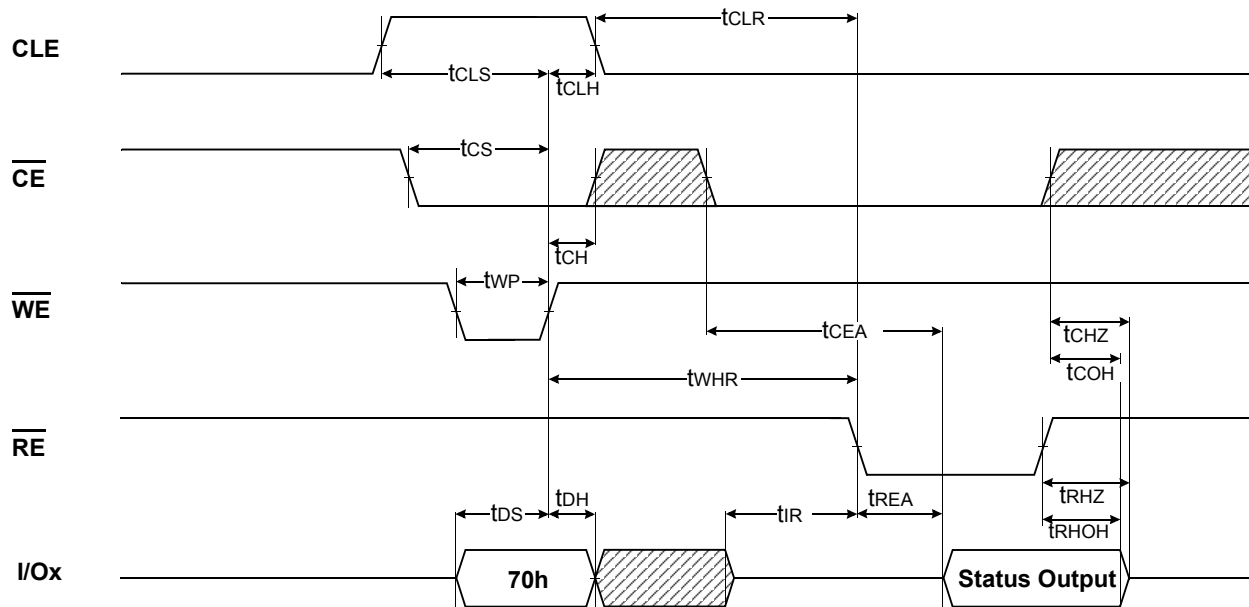 tCLR
CLE
tCLS
tCLH
tCS
CE
tCH
tWP
WE
tCEA
tCHZ
tCOH
tWHR
RE
tDS
tDH
tIR
tREA
tRHZ
tRHOH
I/Ox
70h
Status Output